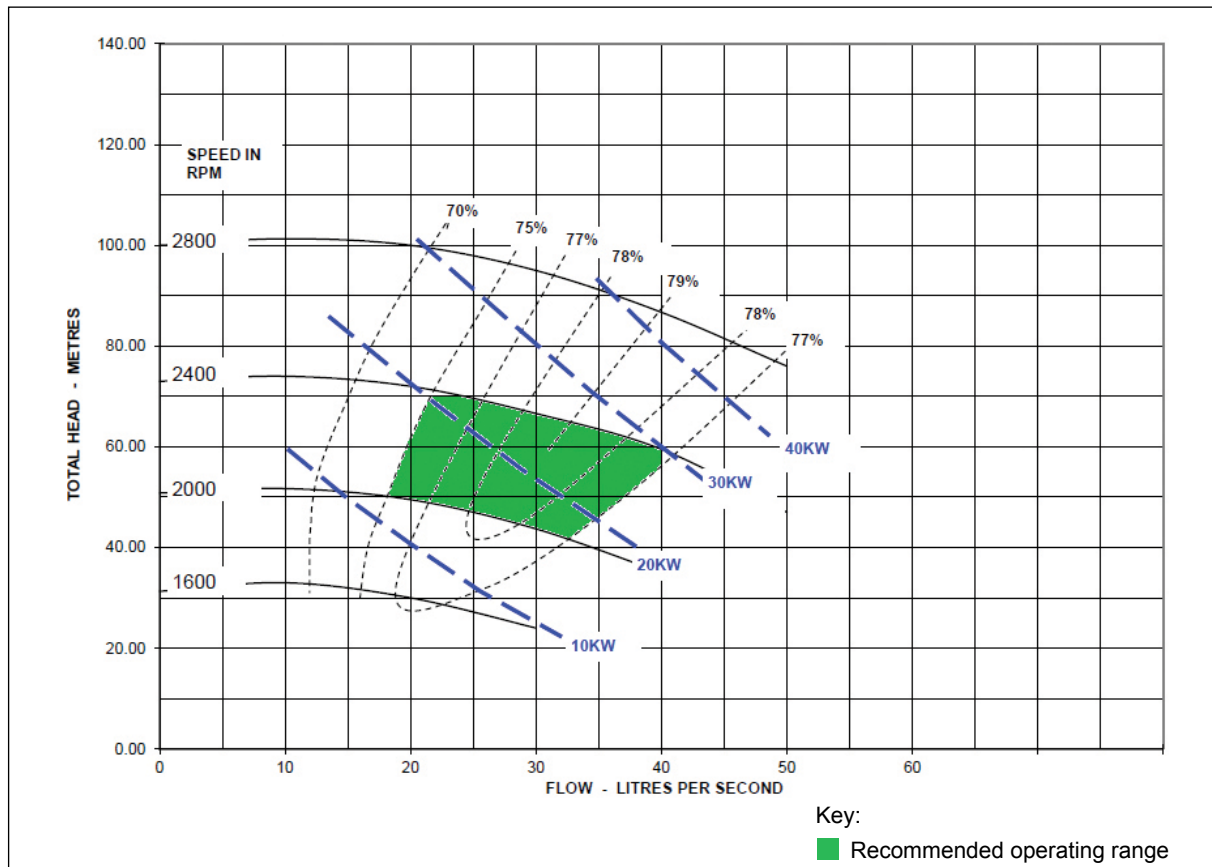 140.00
120.00
SPEED IN
RPM
70%
75%
77%
78%
79%
78%
77%
100.00
2800
80.00
2400
60.00
2000
40.00
1600
20.00
0.00
40KW
30KW
20KW
10KW
TOTAL HEAD - METRES
0 10 20 30 40 50 60
FLOW - LITRES PER SECOND
Key:
Recommended operating range